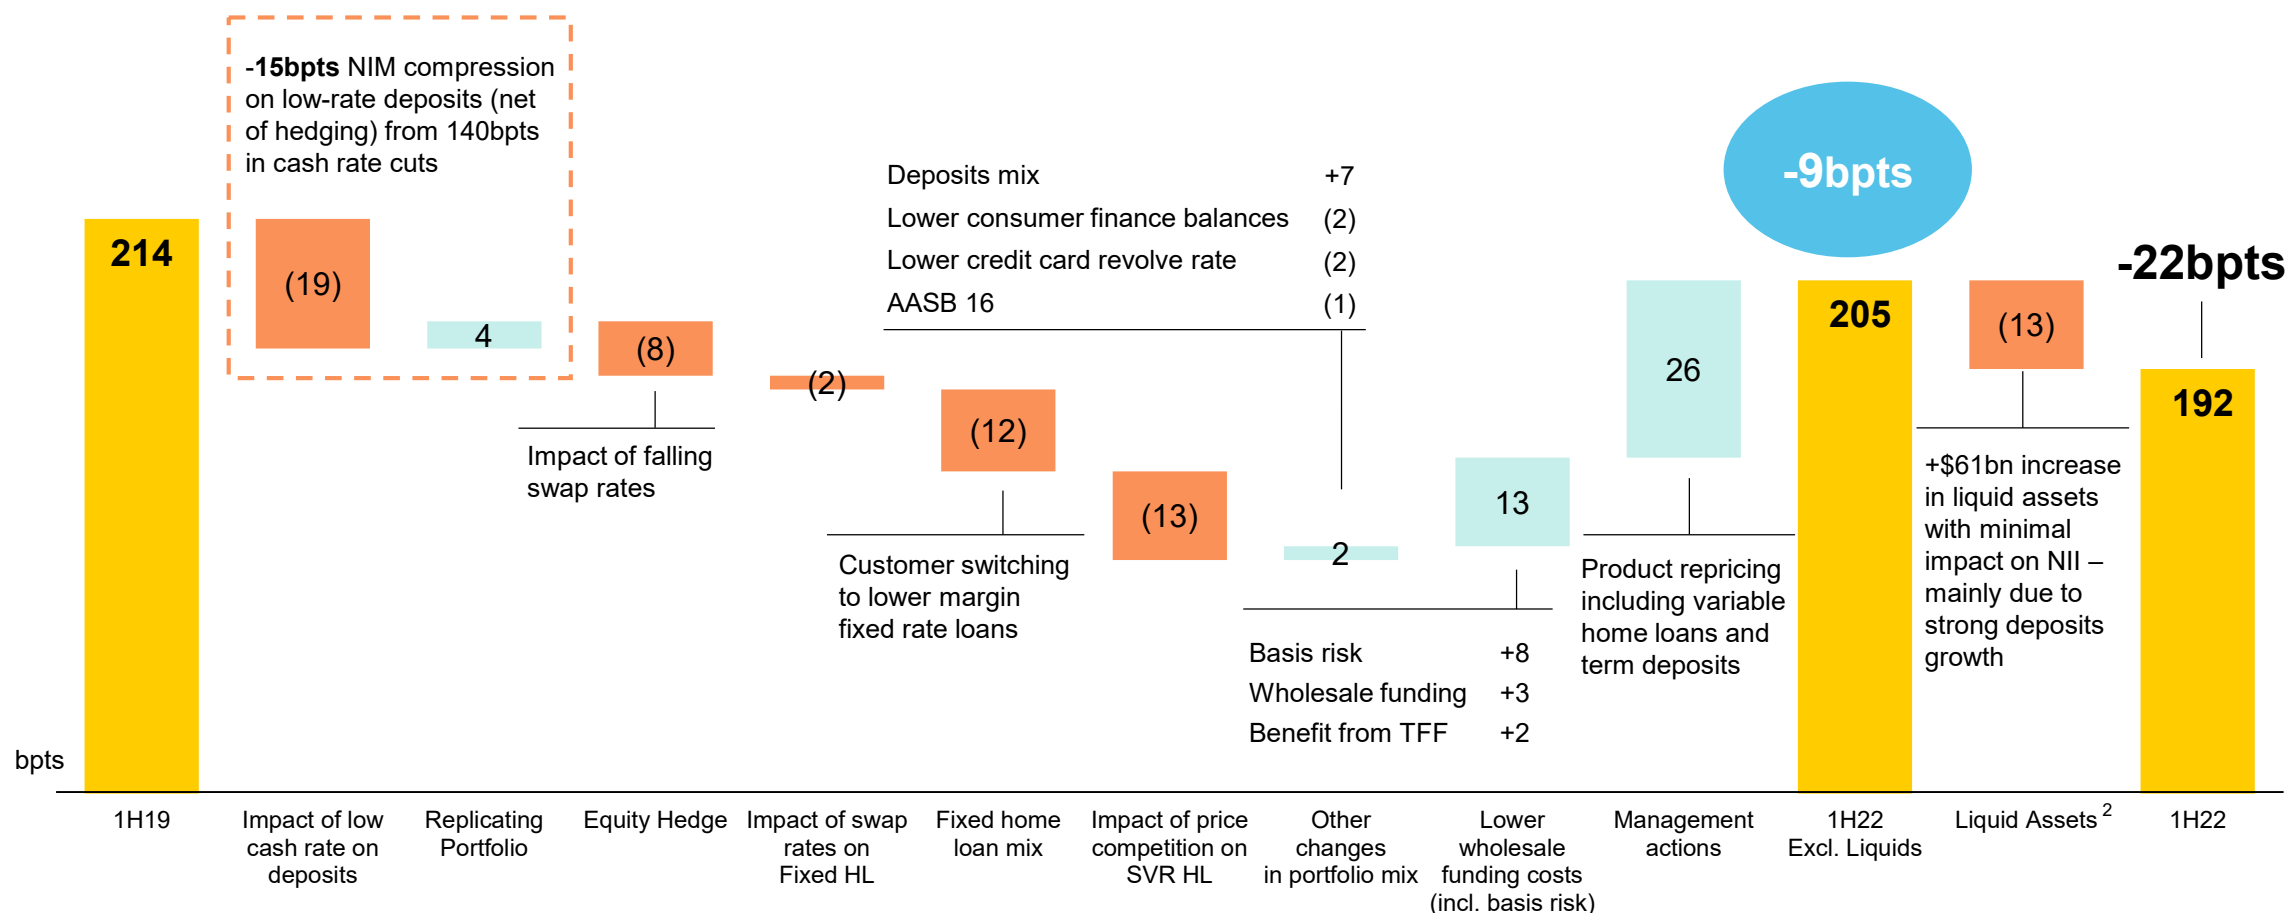 -15bpts NIM compression
on low-rate deposits (net
of hedging) from 140bpts
in cash rate cuts
Deposits mix +7
Lower consumer finance balances (2)
Lower credit card revolve rate (2)
AASB 16 (1)
-9bpts
-22bpts
214
(19)
4
(8)
(2)
(12)
(13)
2
13
26
205
(13)
192
Impact of falling
swap rates
Customer switching
to lower margin
fixed rate loans
Basis risk +8
Wholesale funding +3
Benefit from TFF +2
Product repricing
including variable
home loans and
term deposits
+$61bn increase
in liquid assets
with minimal
impact on NII –
mainly due to
strong deposits
growth
bpts
1H19
Impact of low
cash rate on
deposits
Replicating
Portfolio
Equity Hedge
Impact of swap
rates on
Fixed HL
Fixed home
loan mix
Impact of price
competition on
SVR HL
Other
changes
in portfolio mix
Lower
wholesale
funding costs
(incl. basis risk)
Management
actions
1H22
Excl. Liquids
Liquid Assets 2
1H22